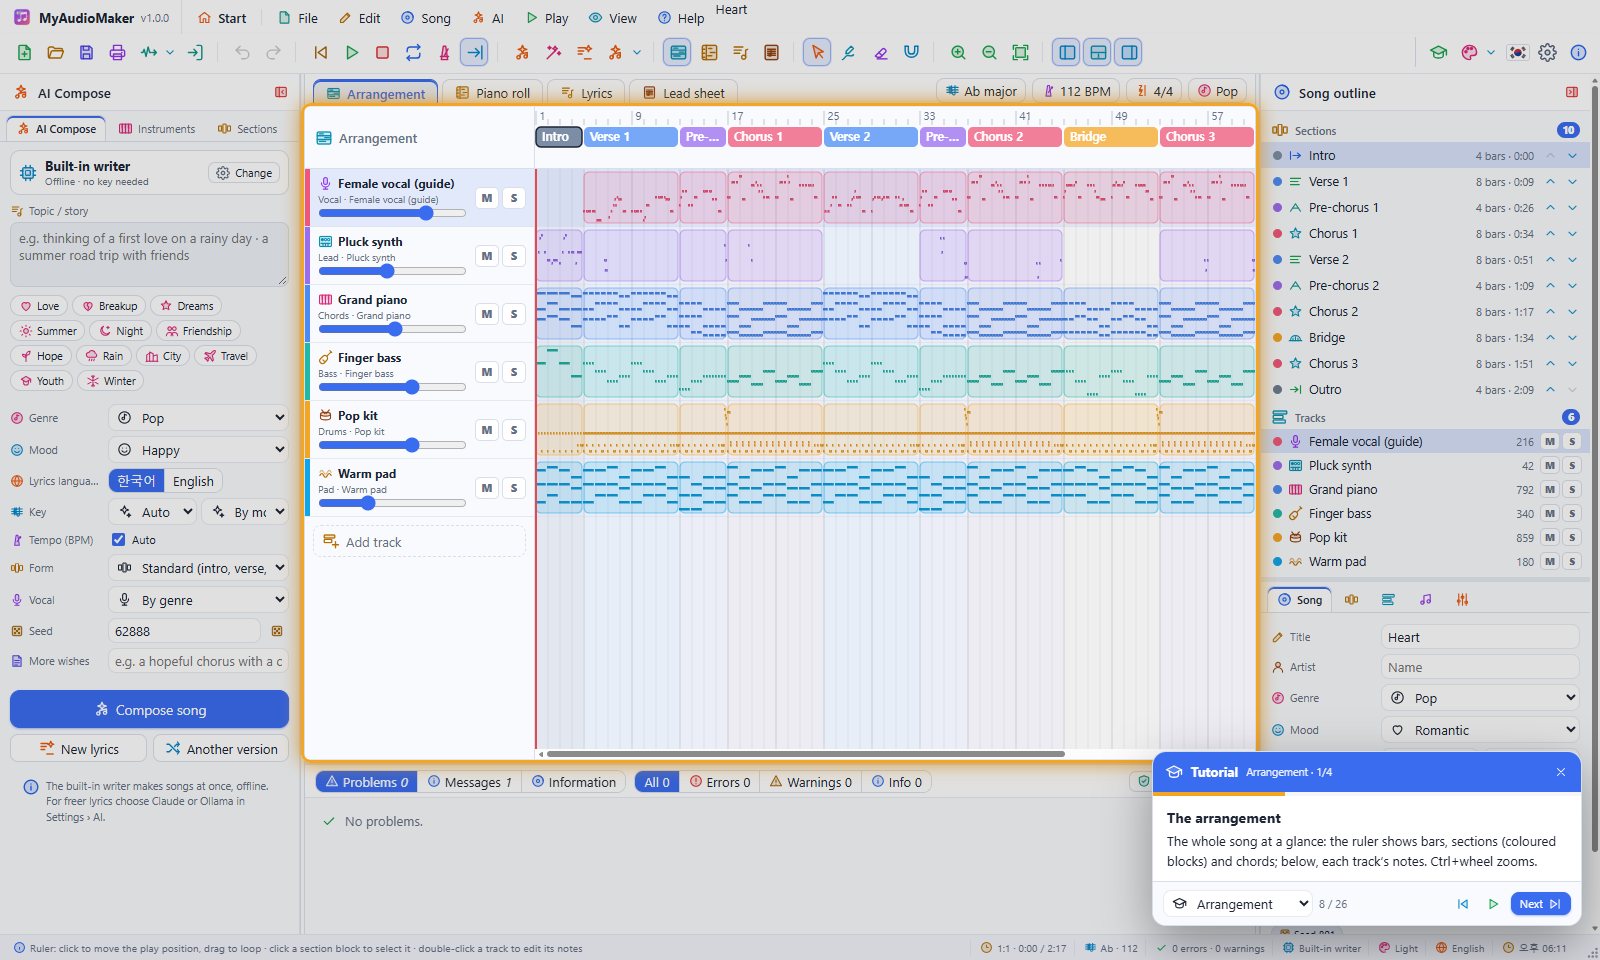 MyAudioMaker v1.0.0
Start
File
Edit
Song
AI
Play
View
Help
Heart
AI Compose
AI Compose
Instruments
Sections
Built-in writer
Offline · no key needed
Change
Topic / story
e.g. thinking of a first love on a rainy day · a
summer road trip with friends
Love
Breakup
Dreams
Summer
Night
Friendship
Hope
Rain
City
Travel
Youth
Winter
Genre
Pop
Mood
Happy
Lyrics langua...
한국어
English
Key
Auto
By mc
Tempo (BPM)
Auto
Form
Standard (intro, verse,
Vocal
By genre
Seed
62888
More wishes
e.g. a hopeful chorus with a c
Compose song
New lyrics
Another version
The built-in writer makes songs at once, offline.
For freer lyrics choose Claude or Ollama in
Settings › AI.
Arrangement
Piano roll
Lyrics
Lead sheet
Ab major
112 BPM
4/4
Pop
Arrangement
1
9
17
25
33
41
49
57
Intro
Verse 1
Pre-...
Chorus 1
Verse 2
Pre-...
Chorus 2
Bridge
Chorus 3
Female vocal (guide)
Vocal · Female vocal (guide)
M
S
Pluck synth
Lead · Pluck synth
M
S
Grand piano
Chords · Grand piano
M
S
Finger bass
Bass · Finger bass
M
S
Pop kit
Drums · Pop kit
M
S
Warm pad
Pad · Warm pad
M
S
Add track
Problems 0
Messages 1
Information
All 0
Errors 0
Warnings 0
Info 0
No problems.
Song outline
Sections
10
Intro
4 bars · 0:00
Verse 1
8 bars · 0:09
Pre-chorus 1
4 bars · 0:26
Chorus 1
8 bars · 0:34
Verse 2
8 bars · 0:51
Pre-chorus 2
4 bars · 1:09
Chorus 2
8 bars · 1:17
Bridge
8 bars · 1:34
Chorus 3
8 bars · 1:51
Outro
4 bars · 2:09
Tracks
6
Female vocal (guide)
216
M
S
Pluck synth
42
M
S
Grand piano
792
M
S
Finger bass
340
M
S
Pop kit
859
M
S
Warm pad
180
M
S
Song
Title
Heart
Artist
Name
Genre
Pop
Mood
Romantic
Tutorial
Arrangement · 1/4
The arrangement
The whole song at a glance: the ruler shows bars, sections (coloured
blocks) and chords; below, each track's notes. Ctrl+wheel zooms.
Arrangement
8 / 26
Next
Ruler: click to move the play position, drag to loop · click a section block to select it · double-click a track to edit its notes
1:1 · 0:00 / 2:17
Ab · 112
0 errors · 0 warnings
Built-in writer
Light
English
오후 06:11